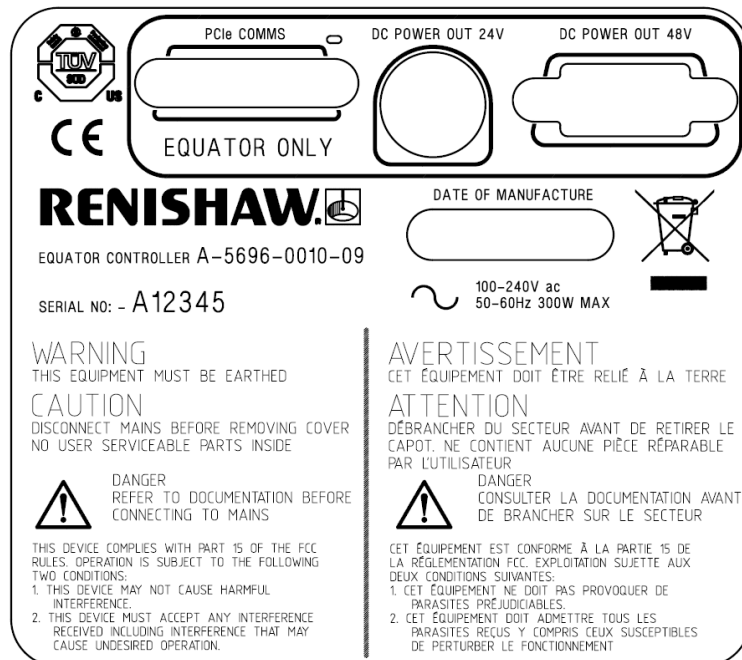 PCIe COMMS
DC POWER OUT 24V
DC POWER OUT 48V
TÜV
SÜD
C US
CE
EQUATOR ONLY
RENISHAW.
DATE OF MANUFACTURE
EQUATOR CONTROLLER A-5696-0010-09
100-240V ac
50-60Hz 300W MAX
SERIAL NO: - A12345
WARNING
THIS EQUIPMENT MUST BE EARTHED
CAUTION
DISCONNECT MAINS BEFORE REMOVING COVER
NO USER SERVICEABLE PARTS INSIDE
DANGER
REFER TO DOCUMENTATION BEFORE
CONNECTING TO MAINS
THIS DEVICE COMPLIES WITH PART 15 OF THE FCC
RULES. OPERATION IS SUBJECT TO THE FOLLOWING
TWO CONDITIONS:
1. THIS DEVICE MAY NOT CAUSE HARMFUL
INTERFERENCE.
2. THIS DEVICE MUST ACCEPT ANY INTERFERENCE
RECEIVED INCLUDING INTERFERENCE THAT MAY
CAUSE UNDESIRED OPERATION.
AVERTISSEMENT
CET ÉQUIPEMENT DOIT ÊTRE RELIÉ À LA TERRE
ATTENTION
DÉBRANCHER DU SECTEUR AVANT DE RETIRER LE
CAPOT. NE CONTIENT AUCUNE PIÈCE RÉPARABLE
PAR L'UTILISATEUR
DANGER
CONSULTER LA DOCUMENTATION AVANT
DE BRANCHER SUR LE SECTEUR
CET ÉQUIPEMENT EST CONFORME À LA PARTIE 15 DE
LA RÉGLEMENTATION FCC. EXPLOITATION SUJETTE AUX
DEUX CONDITIONS SUIVANTES:
1. CET ÉQUIPEMENT NE DOIT PAS PROVOQUER DE
PARASITES PRÉJUDICIABLES.
2. CET ÉQUIPEMENT DOIT ADMETTRE TOUS LES
PARASITES REÇUS Y COMPRIS CEUX SUSCEPTIBLES
DE PERTURBER LE FONCTIONNEMENT